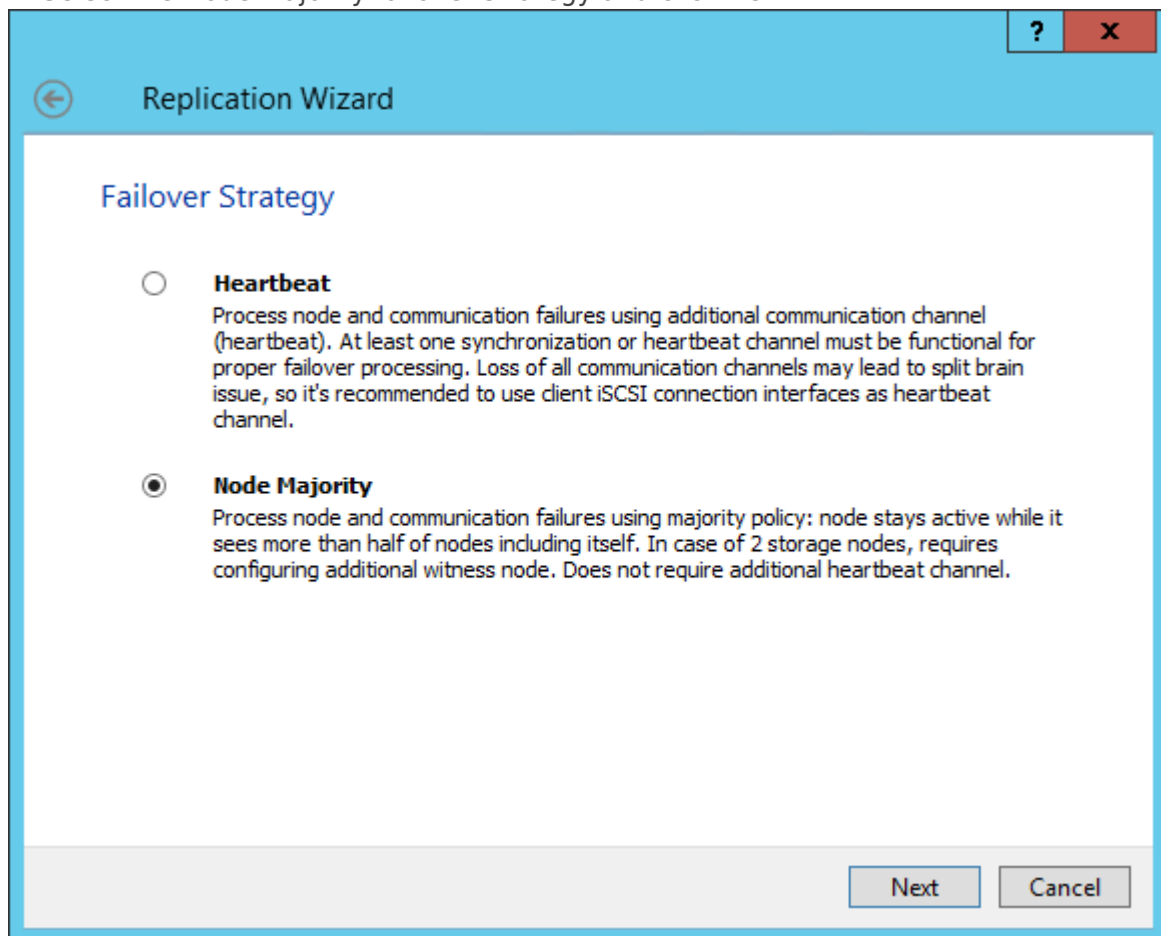 ?
x
Replication Wizard
Failover Strategy
Heartbeat
Process node and communication failures using additional communication channel
(heartbeat). At least one synchronization or heartbeat channel must be functional for
proper failover processing. Loss of all communication channels may lead to split brain
issue, so it's recommended to use client iSCSI connection interfaces as heartbeat
channel.
Node Majority
Process node and communication failures using majority policy: node stays active while it
sees more than half of nodes including itself. In case of 2 storage nodes, requires
configuring additional witness node. Does not require additional heartbeat channel.
Next
Cancel